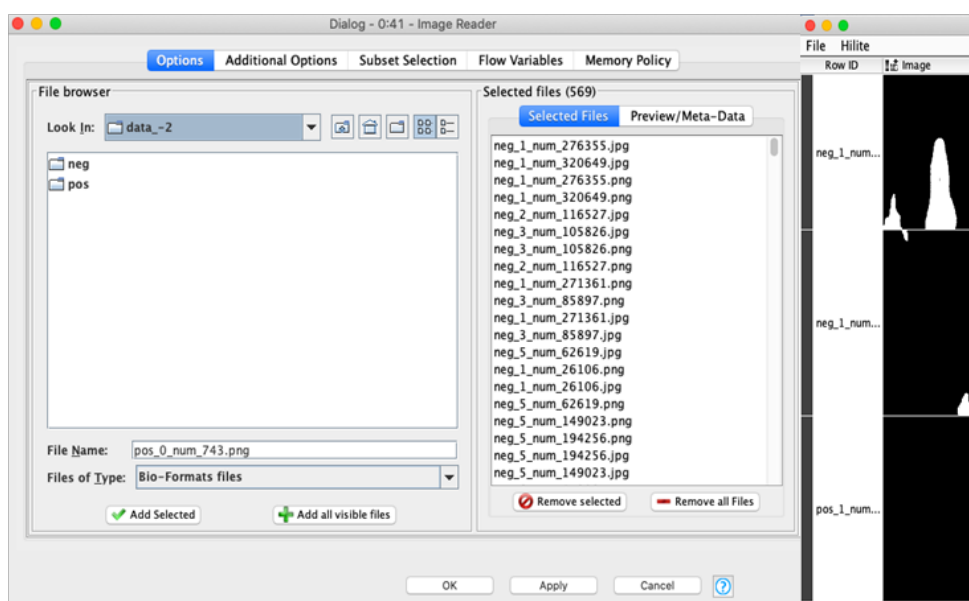 Dialog - 0:41 - Image Reader
Options Additional Options Subset Selection Flow Variables Memory Policy
File browser
Look In: data_-2
neg
pos
File Name: pos_0_num_743.png
Files of Type: Bio-Formats files
Add Selected Add all visible files
Selected files (569)
Selected Files Preview/Meta-Data
neg_1_num_276355.jpg
neg_1_num_320649.jpg
neg_1_num_276355.png
neg_1_num_320649.png
neg_2_num_116527.jpg
neg_3_num_105826.jpg
neg_3_num_105826.png
neg_2_num_116527.png
neg_1_num_271361.png
neg_3_num_85897.png
neg_1_num_271361.jpg
neg_3_num_85897.jpg
neg_5_num_62619.jpg
neg_1_num_26106.png
neg_1_num_26106.jpg
neg_5_num_62619.png
neg_5_num_149023.png
neg_5_num_194256.png
neg_5_num_194256.jpg
neg_5_num_149023.jpg
Remove selected Remove all Files
OK Apply Cancel ?
File Hilite
Row ID Image
neg_1_num...
neg_1_num...
pos_1_num...